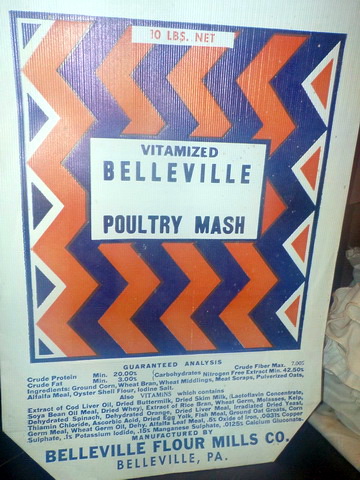 10 LBS. NET
VITAMIZED
BELLEVILLE
POULTRY MASH
GUARANTEED ANALYSIS
Crude Protein Min. 20.00% Carbohydrates Crude Fiber Max. 7.00%
Crude Fat Min. 3.00% Nitrogen Free Extract Min. 42.50%
Ingredients: Ground Corn, Wheat Bran, Wheat Middlings, Meat Scraps, Pulverized Oats,
Alfalfa Meal, Oyster Shell Flour, Iodine Salt.
Also VITAMINS which contains
Extract of Cod Liver Oil, Dried Buttermilk, Dried Skim Milk, Lactoflavin Concentrate,
Soya Bean Oil Meal, Dried Whey, Extract of Rice Bran, Wheat Germ, Molasses, Kelp,
Dehydrated Spinach, Dehydrated Orange, Dried Liver Meal, Irradiated Dried Yeast,
Thiamin Chloride, Ascorbic Acid, Dried Egg Yolk, Fish Meal, Ground Oat Groats, Corn
Germ Meal, Wheat Germ Oil, Dehy. Alfalfa Leaf Meal, .5% Oxide of Iron, .033% Copper
Sulphate, .1% Potassium Iodide, .15% Manganese Sulphate, .0125% Calcium Gluconate.
MANUFACTURED BY
BELLEVILLE FLOUR MILLS CO.
BELLEVILLE, PA.